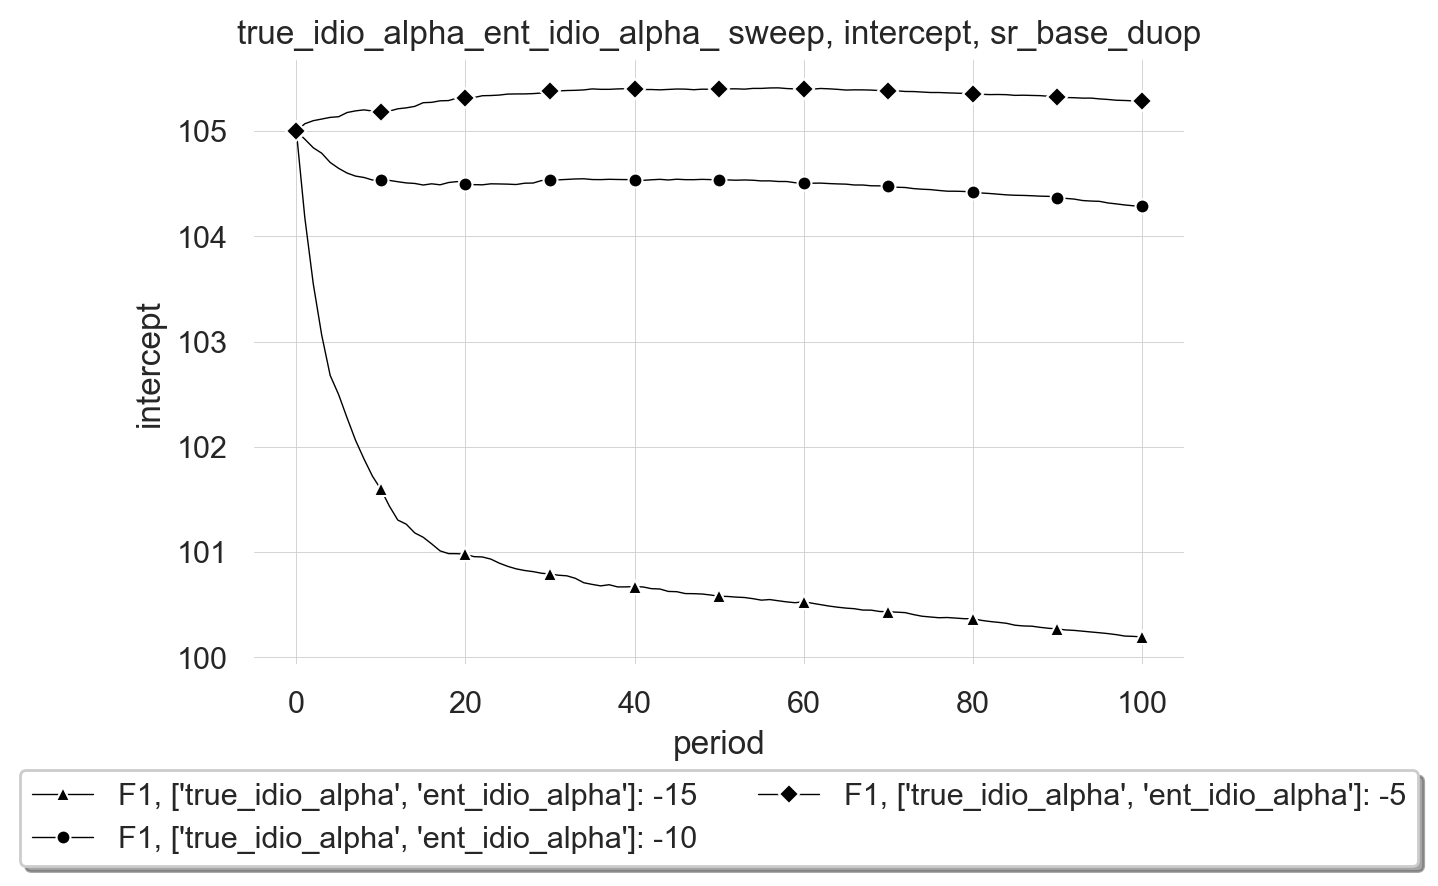 true_idio_alpha_ent_idio_alpha_ sweep, intercept, sr_base_duop
105
104
103
102
101
100
intercept
0 20 40 60 80 100
period
F1, ['true_idio_alpha', 'ent_idio_alpha']: -15
F1, ['true_idio_alpha', 'ent_idio_alpha']: -10
F1, ['true_idio_alpha', 'ent_idio_alpha']: -5